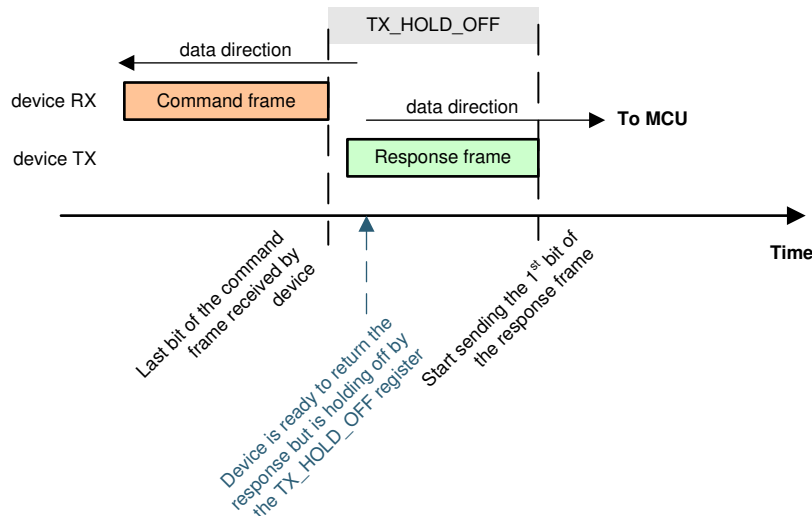 TX_HOLD_OFF
data direction
device RX
Command frame
data direction
To MCU
device TX
Response frame
Time
Last bit of the command
frame received by
device
Device is ready to return the
response but is holding off by
the TX_HOLD_OFF register
Start sending the 1st bit of
the response frame